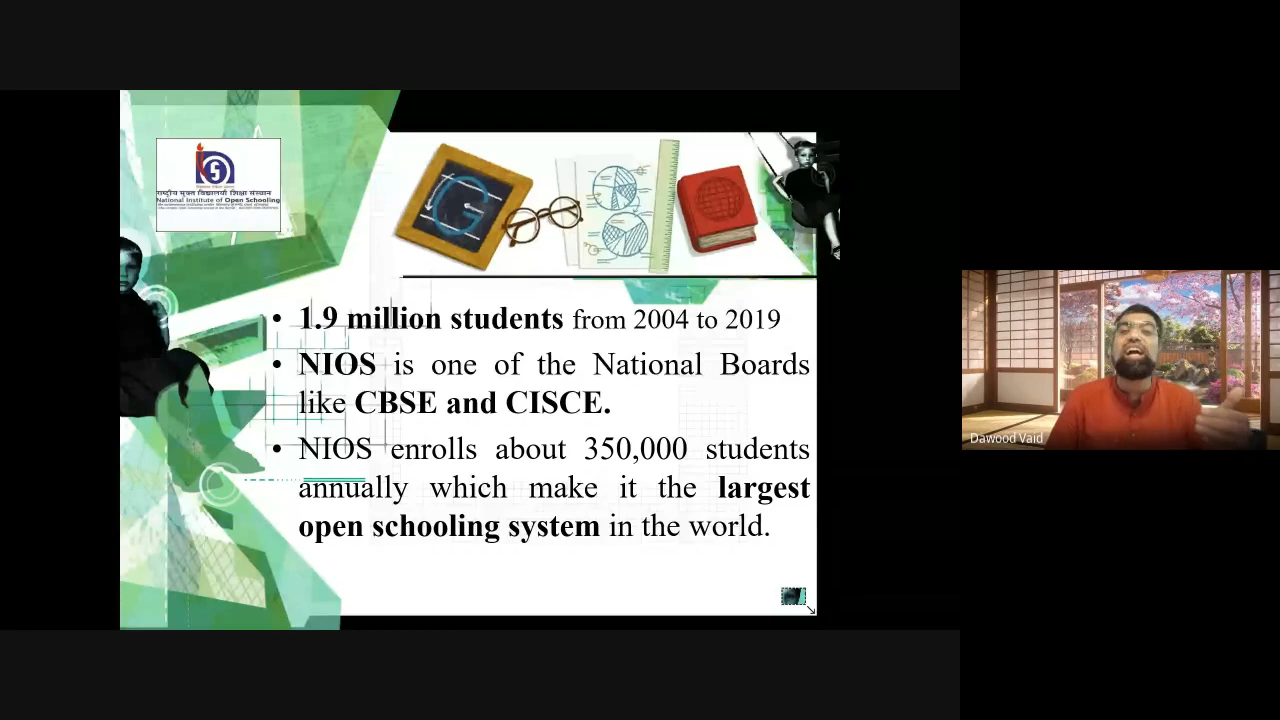 राष्ट्रीय मुक्त विद्यालयी शिक्षा संस्थान
National Institute of Open Schooling
G
• 1.9 million students from 2004 to 2019
• NIOS is one of the National Boards
like CBSE and CISCE.
• NIOS enrolls about 350,000 students
annually which make it the largest
open schooling system in the world.
Dawood Vaid